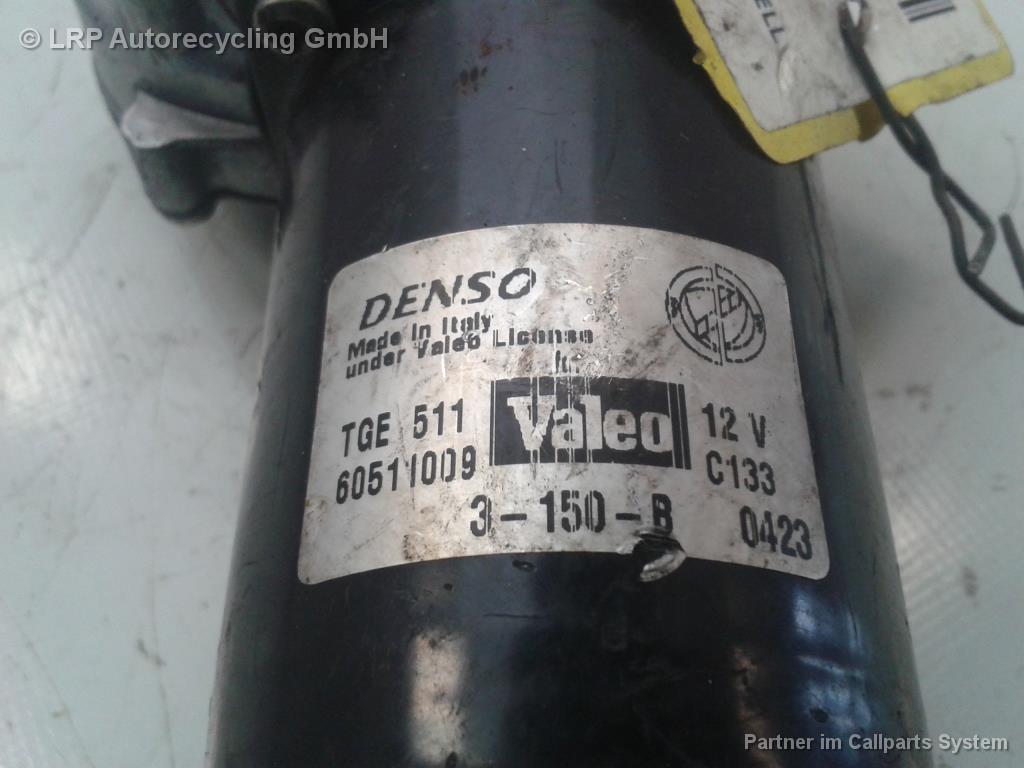 © LRP Autorecycling GmbH
ELL
DENSO
Made in Italy
under Valeo License
TGE 511
Valeo
12 V
60511009
C133
3-150-B
0423
Partner im Callparts System